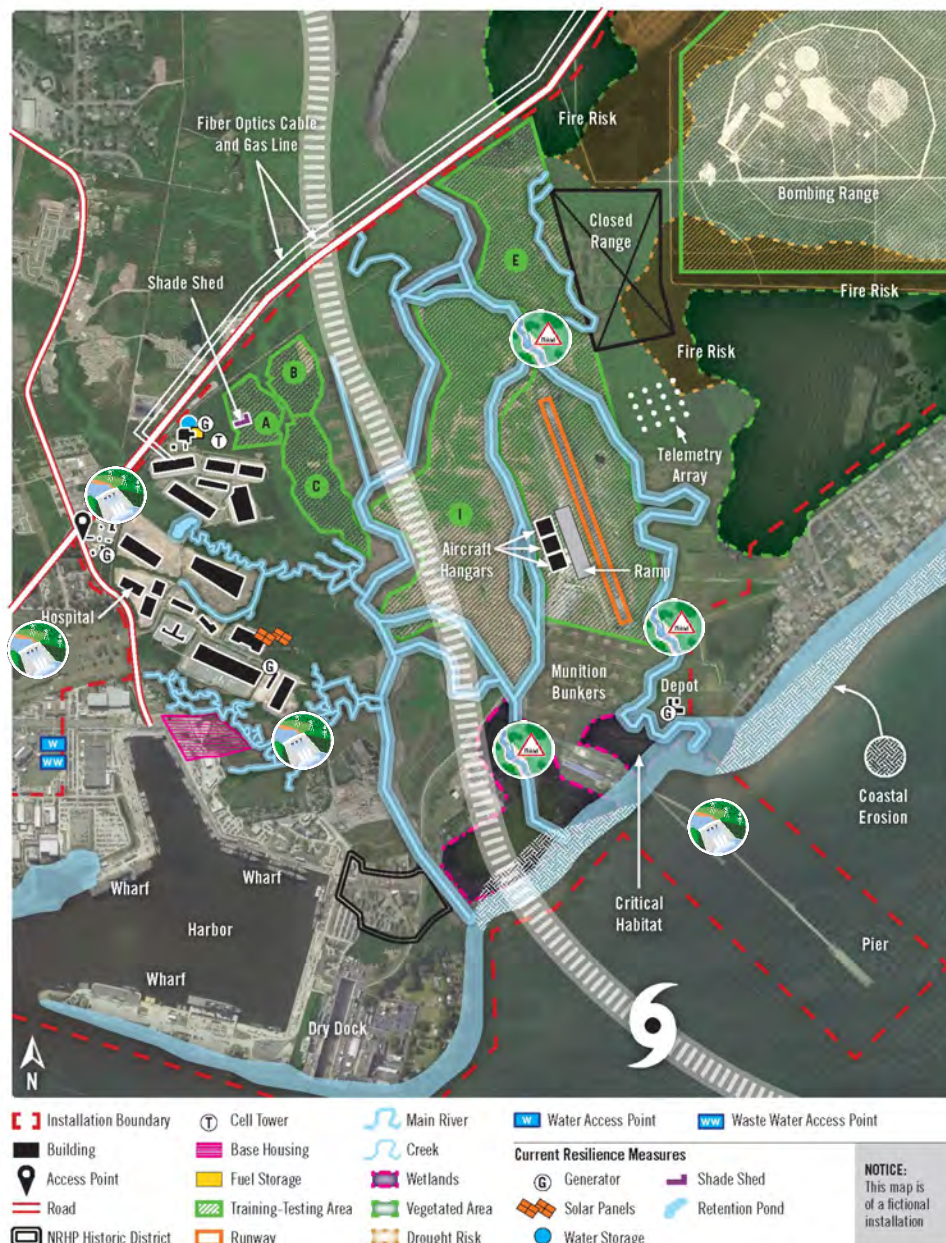 Fiber Optics Cable
and Gas Line
Fire Risk
Bombing Range
Closed
Range
Fire Risk
Shade Shed
E
B
A
G
T
Fire Risk
C
Telemetry
Array
I
Aircraft
Hangars
Ramp
G
Hospital
G
Munition
Bunkers
Depot
G
W
WW
Coastal
Erosion
Wharf
Wharf
Critical
Habitat
Harbor
Pier
Wharf
Dry Dock
N
Installation Boundary
Building
Access Point
Road
NRHP Historic District
T Cell Tower
Base Housing
Fuel Storage
Training-Testing Area
Runway
Main River
Creek
Wetlands
Vegetated Area
Drought Risk
W Water Access Point
WW Waste Water Access Point
Current Resilience Measures
G Generator
Solar Panels
Water Storage
Shade Shed
Retention Pond
NOTICE:
This map is
of a fictional
installation